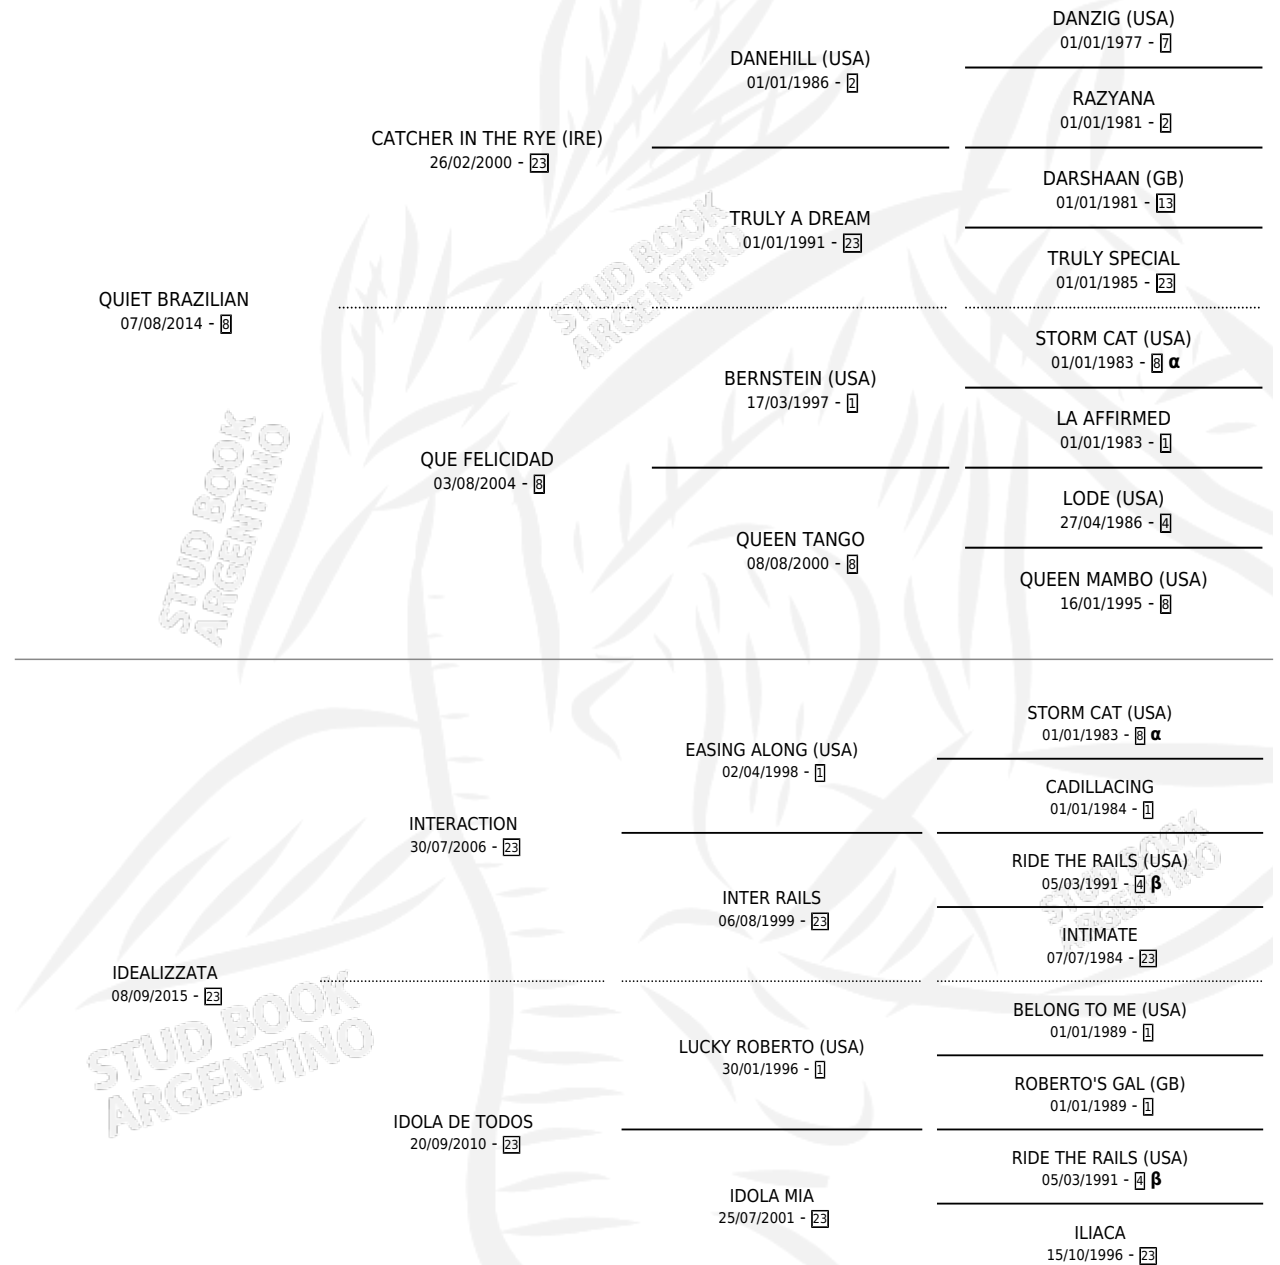 DANZIG (USA)
01/01/1977 - 7
DANEHILL (USA)
01/01/1986 - 2
RAZYANA
01/01/1981 - 2
CATCHER IN THE RYE (IRE)
26/02/2000 - 23
DARSHAAN (GB)
01/01/1981 - 13
TRULY A DREAM
01/01/1991 - 23
TRULY SPECIAL
01/01/1985 - 23
QUIET BRAZILIAN
07/08/2014 - 8
STORM CAT (USA)
01/01/1983 - 8 α
BERNSTEIN (USA)
17/03/1997 - 1
LA AFFIRMED
01/01/1983 - 1
QUE FELICIDAD
03/08/2004 - 8
LODE (USA)
27/04/1986 - 4
QUEEN TANGO
08/08/2000 - 8
QUEEN MAMBO (USA)
16/01/1995 - 8
STORM CAT (USA)
01/01/1983 - 8 α
EASING ALONG (USA)
02/04/1998 - 1
CADILLACING
01/01/1984 - 1
INTERACTION
30/07/2006 - 23
RIDE THE RAILS (USA)
05/03/1991 - 4 β
INTER RAILS
06/08/1999 - 23
INTIMATE
07/07/1984 - 23
IDEALIZZATA
08/09/2015 - 23
BELONG TO ME (USA)
01/01/1989 - 1
LUCKY ROBERTO (USA)
30/01/1996 - 1
ROBERTO'S GAL (GB)
01/01/1989 - 1
IDOLA DE TODOS
20/09/2010 - 23
RIDE THE RAILS (USA)
05/03/1991 - 4 β
IDOLA MIA
25/07/2001 - 23
ILIACA
15/10/1996 - 23
STUD BOOK
ARGENTINO
STUD BOOK
ARGENTINO
STUD BOOK
ARGENTINO
STUD BOOK
ARGENTINO